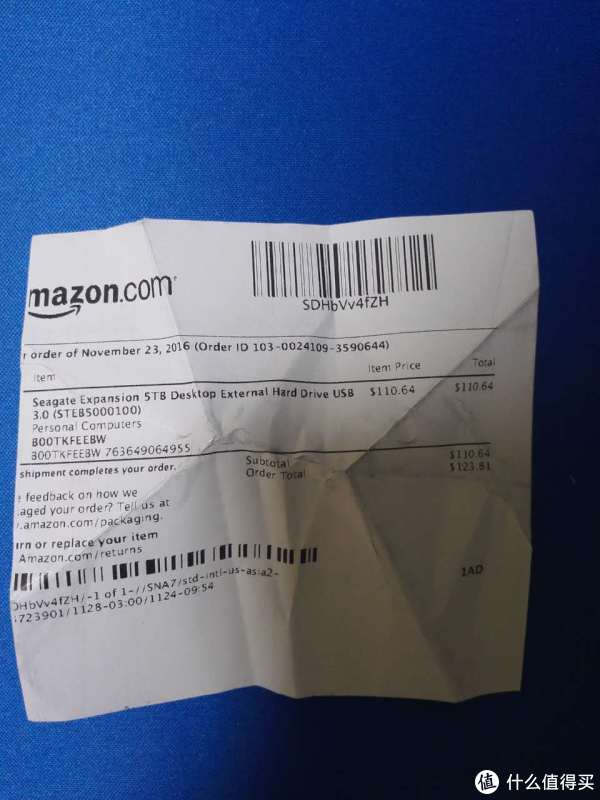 mazon.com
SDHbVv4fZH
r order of November 23, 2016 (Order ID 103-0024109-3590644)
Item Item Price Total
Seagate Expansion 5TB Desktop External Hard Drive USB $110.64 $110.64
3.0 (STEB5000100)
Personal Computers
B00TKFEEBW
B00TKFEEBW 763649064955
shipment completes your order.
Subtotal $110.64
Order Total $123.81
e feedback on how we
aged your order? Tell us at
.amazon.com/packaging.
urn or replace your item
Amazon.com/returns
DHbVv4fZH/-1 of 1-//SNA7/std-intl-us-asia2-
1AD
723901/1128-03:00/1124-09:54
值 什么值得买